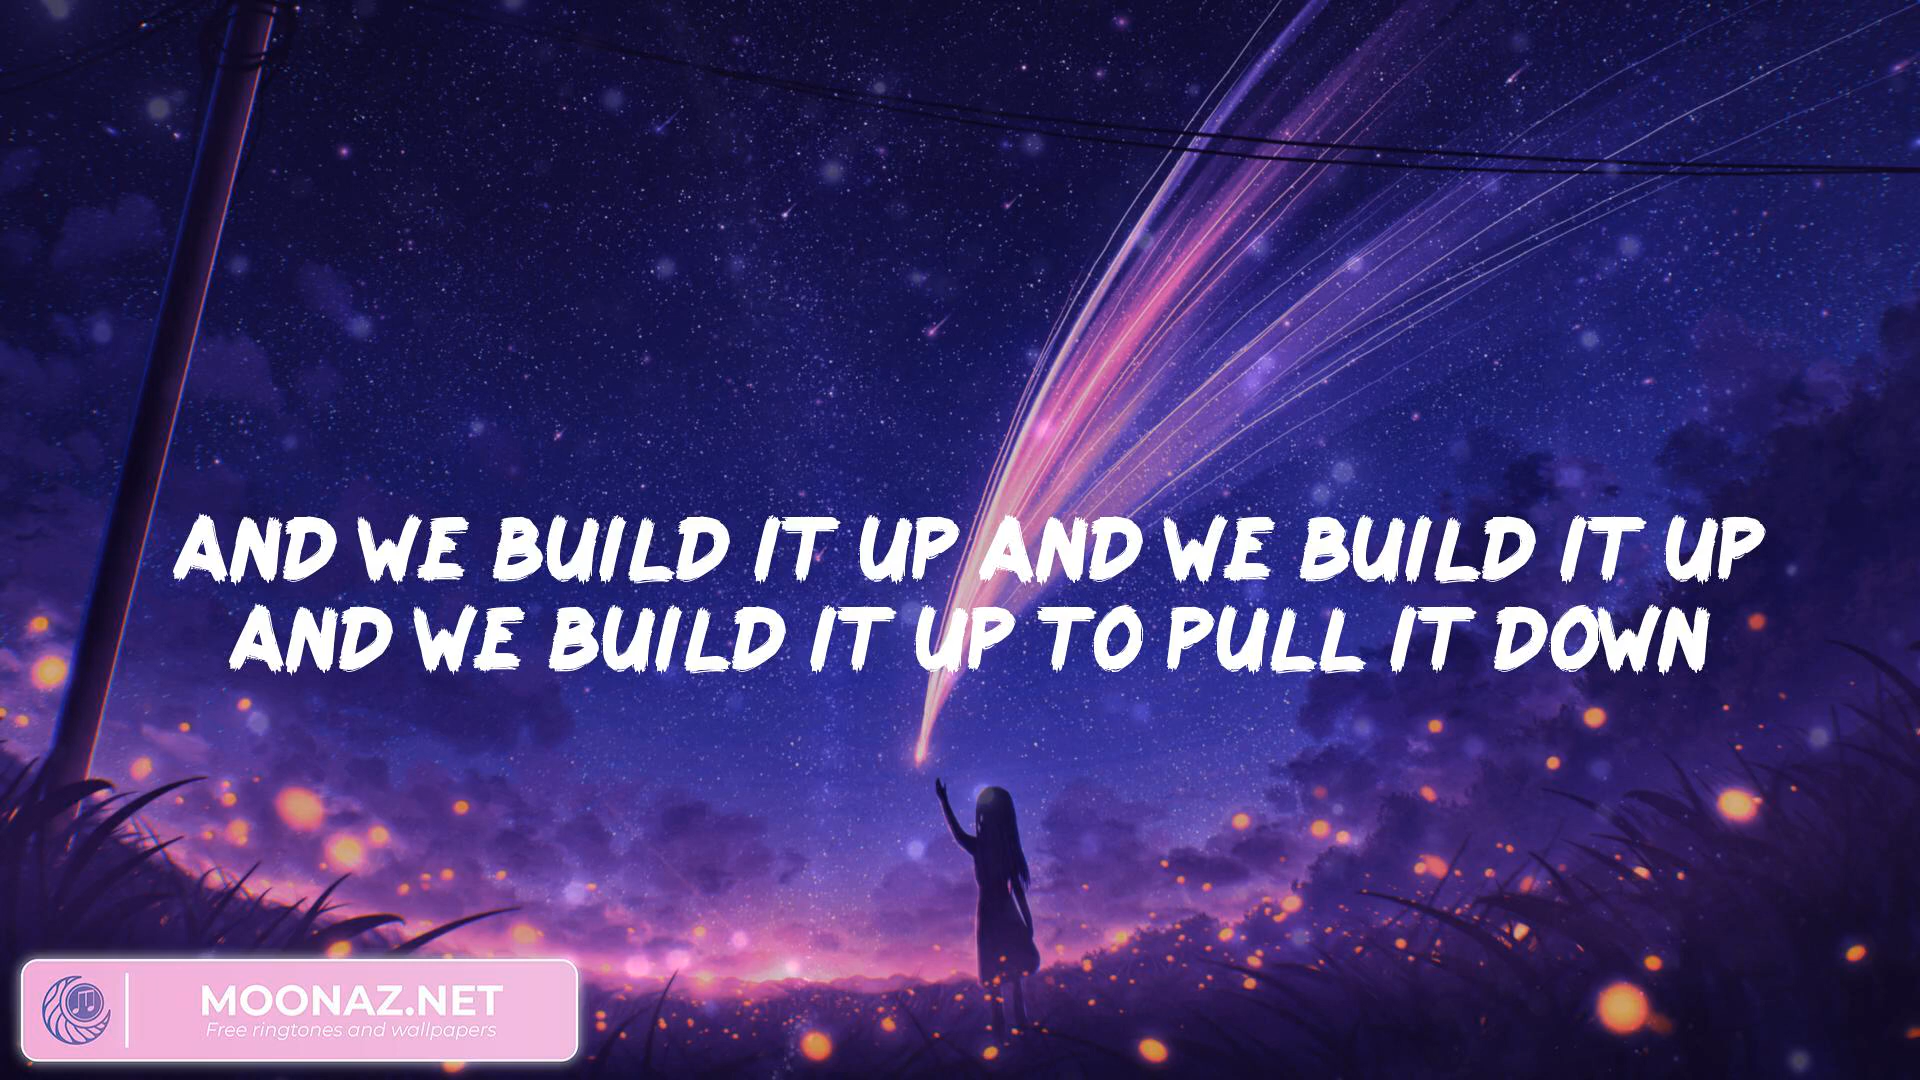 AND WE BUILD IT UP AND WE BUILD IT UP
AND WE BUILD IT UP TO PULL IT DOWN
MOONAZ.NET
Free ringtones and wallpapers